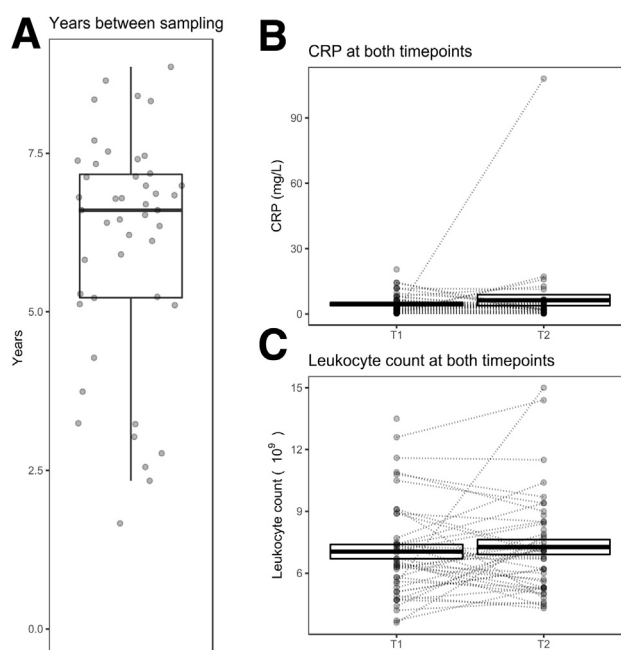 A
Years between sampling
7.5
5.0
2.5
0.0
Years
B
CRP at both timepoints
90
60
30
0
CRP (mg/L)
T1
T2
C
Leukocyte count at both timepoints
15
12
9
6
Leukocyte count ( 10⁹)
T1
T2